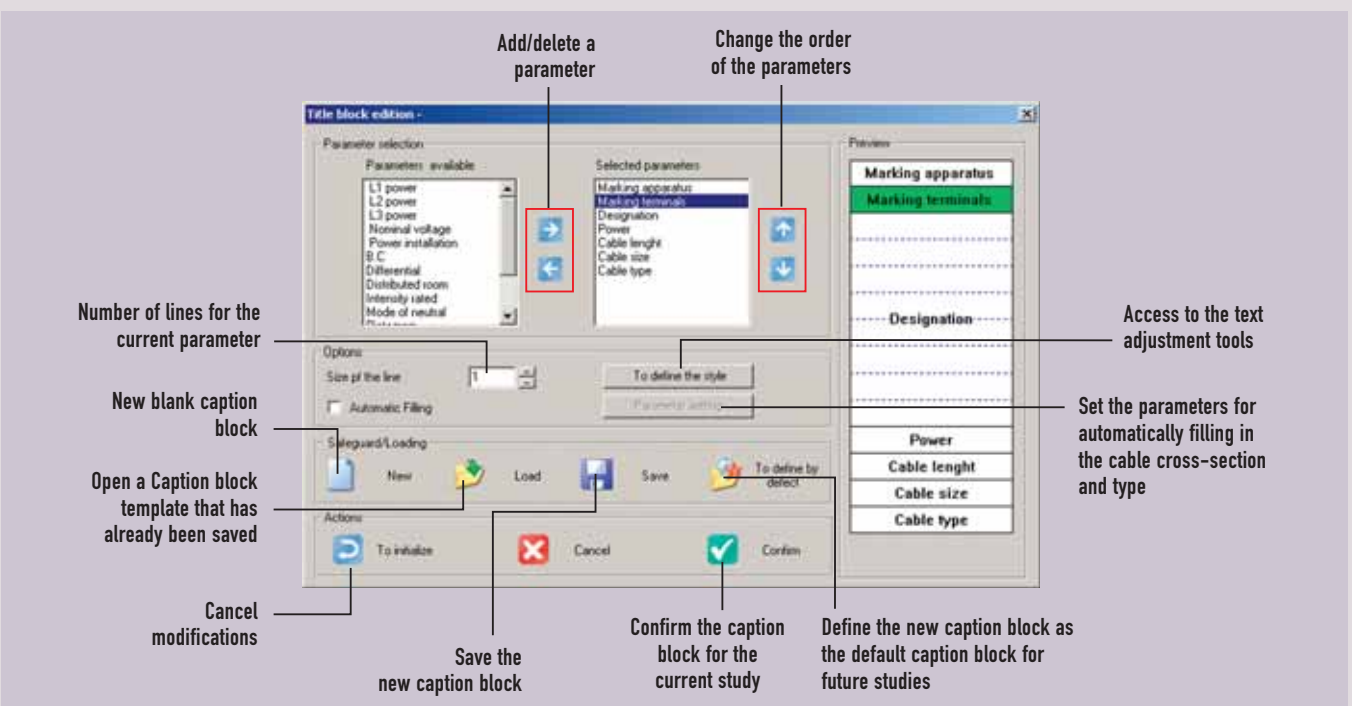 Add/delete a
parameter
Change the order
of the parameters
Title block edition -
Parameter selection
Parameters available
L1 power
L2 power
L3 power
Nominal voltage
Power installation
B.C
Differential
Distributed room
Intensity rated
Mode of neutral
Selected parameters
Marking apparatus
Marking terminals
Designation
Power
Cable lenght
Cable size
Cable type
Preview
Marking apparatus
Marking terminals
Designation
Power
Cable lenght
Cable size
Cable type
Number of lines for the
current parameter
Options
Size pf the line
1
To define the style
Automatic Filling
Parameter setting
Access to the text
adjustment tools
New blank caption
block
Set the parameters for
automatically filling in
the cable cross-section
and type
Safeguard/Loading
New
Load
Save
To define by
defect
Open a Caption block
template that has
already been saved
Actions
To initialize
Cancel
Confirm
Cancel
modifications
Save the
new caption block
Confirm the caption
block for the
current study
Define the new caption block as
the default caption block for
future studies